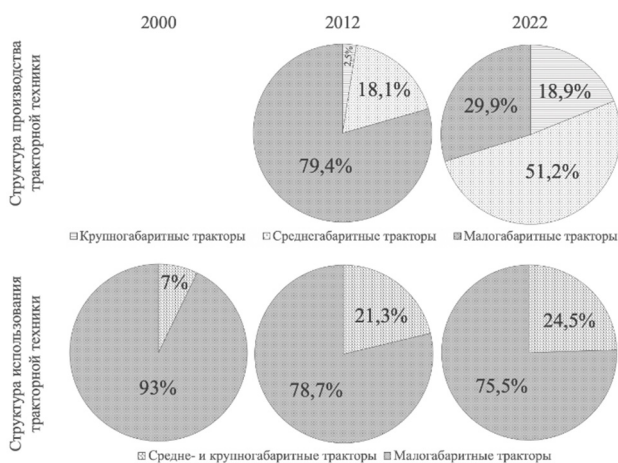 2000 2012 2022
Структура производства
тракторной техники
2,5%
18,1%
79,4%
29,9%
18,9%
51,2%
Крупногабаритные тракторы Среднегабаритные тракторы Малогабаритные тракторы
Структура использования
тракторной техники
7%
93%
21,3%
78,7%
24,5%
75,5%
Средне- и крупногабаритные тракторы Малогабаритные тракторы